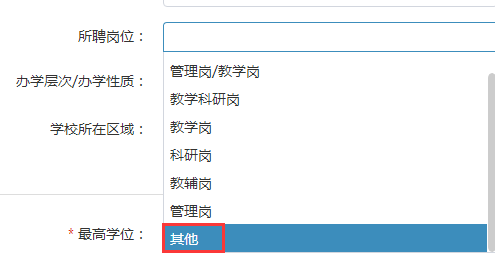 所聘岗位：
管理岗/教学岗
办学层次/办学性质：
教学科研岗
学校所在区域：
教学岗
科研岗
教辅岗
管理岗
* 最高学位：
其他